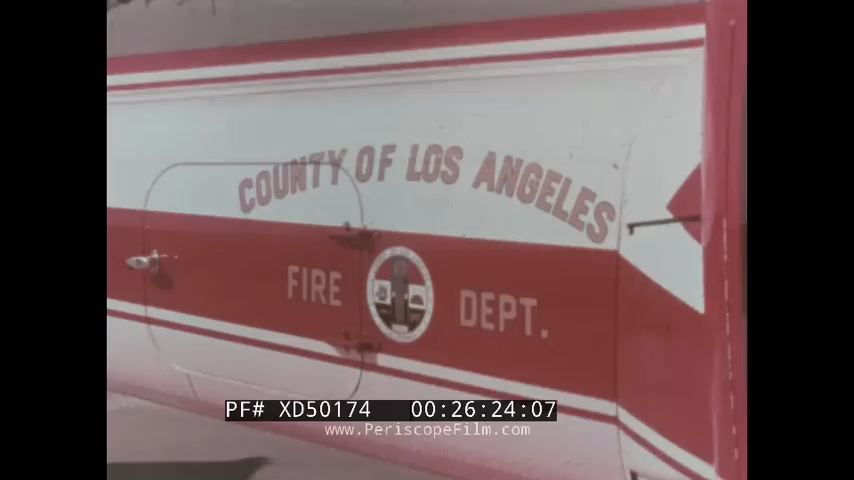 COUNTY OF LOS ANGELES
FIRE DEPT.
PF# XD50174 00:26:24:07
www.PeriscopeFilm.com